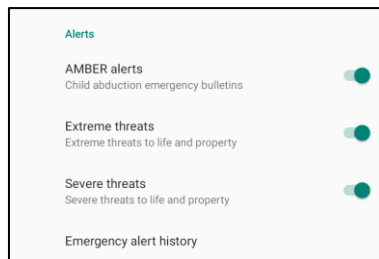 Alerts
AMBER alerts
Child abduction emergency bulletins
Extreme threats
Extreme threats to life and property
Severe threats
Severe threats to life and property
Emergency alert history